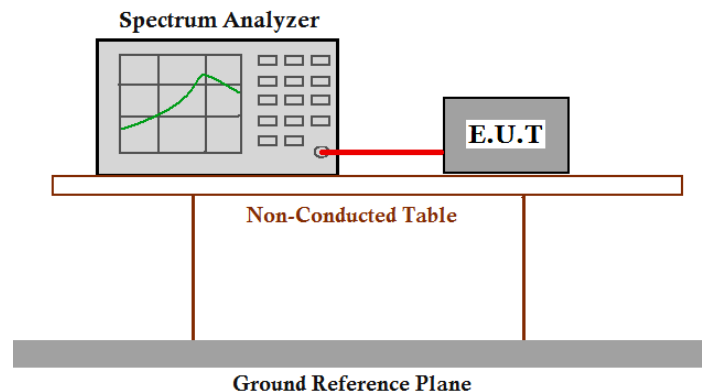 Spectrum Analyzer
E.U.T
Non-Conducted Table
Ground Reference Plane